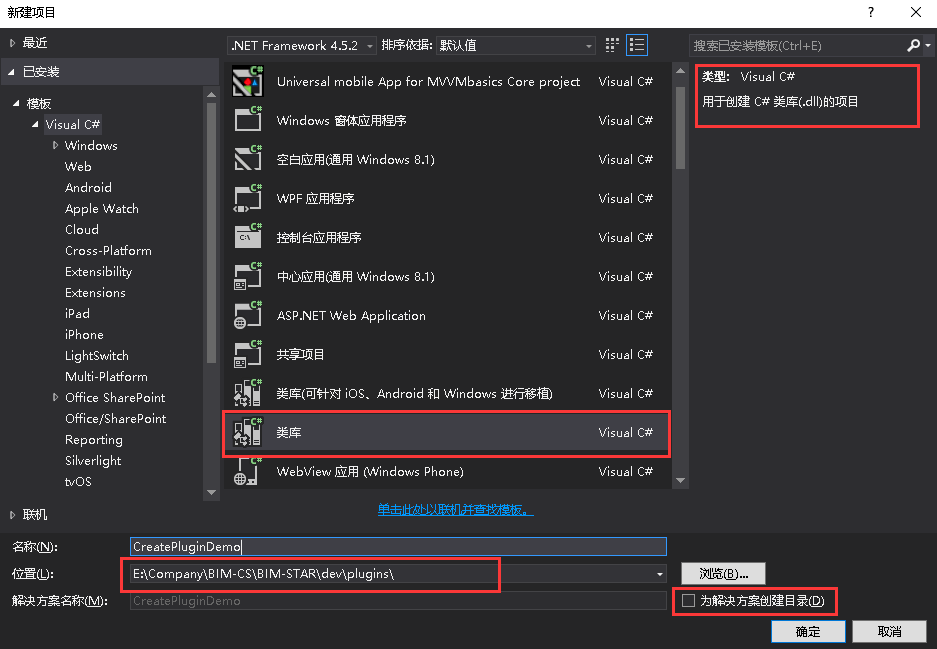 新建项目
?
最近
.NET Framework 4.5.2
排序依据:
默认值
搜索已安装模板(Ctrl+E)
已安装
模板
Visual C#
Windows
Web
Android
Apple Watch
Cloud
Cross-Platform
Extensibility
Extensions
iPad
iPhone
LightSwitch
Multi-Platform
Office SharePoint
Office/SharePoint
Reporting
Silverlight
tvOS
联机
Universal mobile App for MVVMbasics Core project Visual C#
Windows 窗体应用程序 Visual C#
空白应用(通用 Windows 8.1) Visual C#
WPF 应用程序 Visual C#
控制台应用程序 Visual C#
中心应用(通用 Windows 8.1) Visual C#
ASP.NET Web Application Visual C#
共享项目 Visual C#
类库(可针对 iOS、Android 和 Windows 进行移植) Visual C#
类库 Visual C#
WebView 应用 (Windows Phone) Visual C#
单击此处以联机并查找模板。
类型: Visual C#
用于创建 C# 类库(.dll)的项目
名称(N): CreatePluginDemo
位置(L): E:\Company\BIM-CS\BIM-STAR\dev\plugins\
浏览(B)...
解决方案名称(M): CreatePluginDemo
为解决方案创建目录(D)
确定
取消